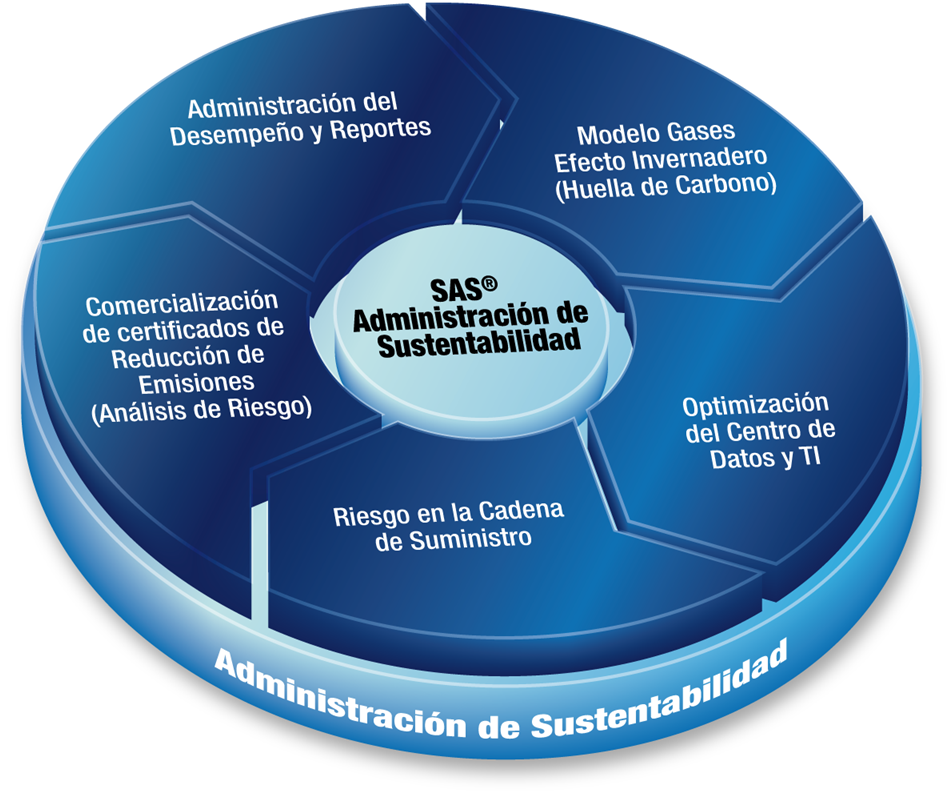 Administración del
Desempeño y Reportes
Modelo Gases
Efecto Invernadero
(Huella de Carbono)
Comercialización
de certificados de
Reducción de
Emisiones
(Análisis de Riesgo)
SAS®
Administración de
Sustentabilidad
Optimización
del Centro de
Datos y TI
Riesgo en la Cadena
de Suministro
Administración de Sustentabilidad